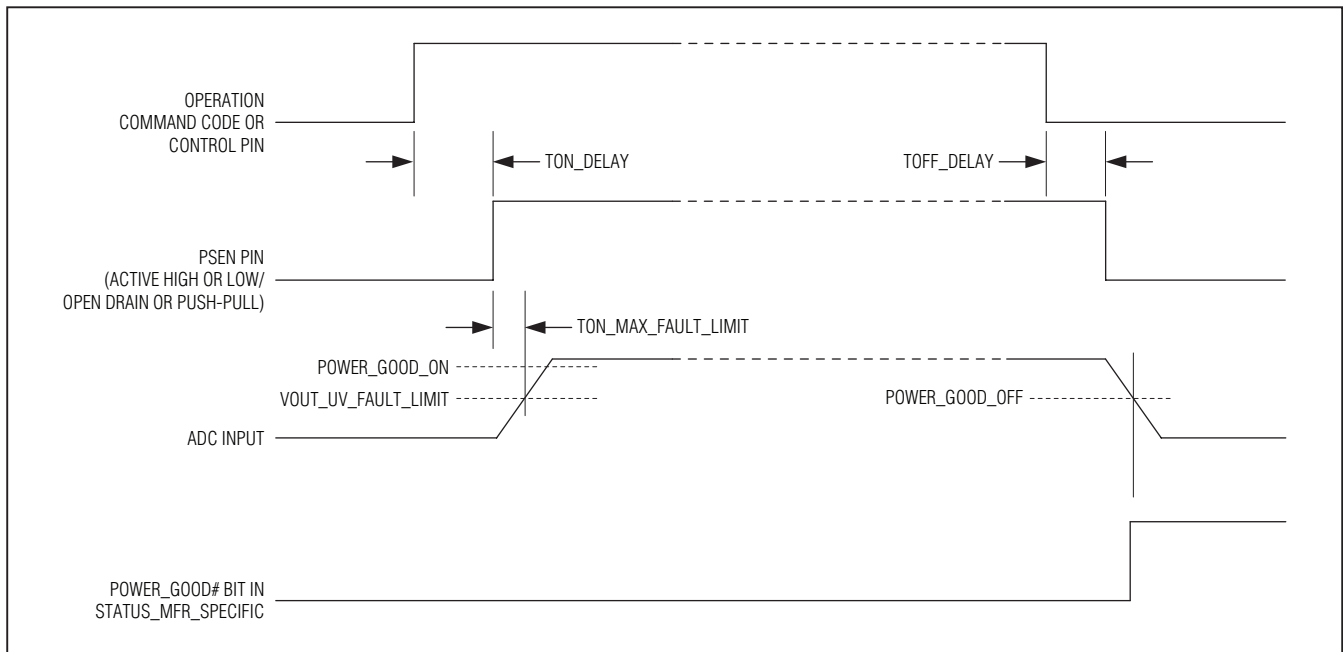 OPERATION
COMMAND CODE OR
CONTROL PIN
TON_DELAY
TOFF_DELAY
PSEN PIN
(ACTIVE HIGH OR LOW/
OPEN DRAIN OR PUSH-PULL)
TON_MAX_FAULT_LIMIT
POWER_GOOD_ON
VOUT_UV_FAULT_LIMIT
POWER_GOOD_OFF
ADC INPUT
POWER_GOOD# BIT IN
STATUS_MFR_SPECIFIC